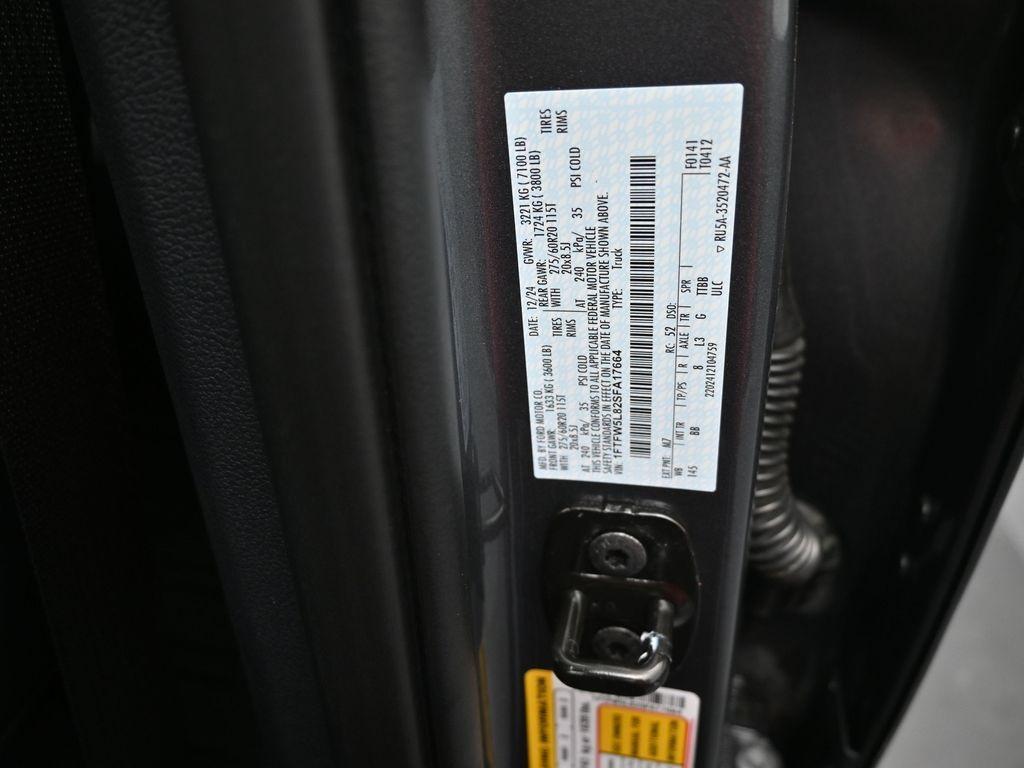 MFD. BY FORD MOTOR CO. DATE: 12/24 GVWR: 3221 KG ( 7100 LB)
FRONT GAWR: 1633 KG ( 3600 LB) REAR GAWR: 1724 KG ( 3800 LB)
WITH 275/60R20 115T TIRES WITH 275/60R20 115T TIRES
20x8.5J RIMS 20x8.5J RIMS
AT 240 kPa/ 35 PSI COLD AT 240 kPa/ 35 PSI COLD
THIS VEHICLE CONFORMS TO ALL APPLICABLE FEDERAL MOTOR VEHICLE
SAFETY STANDARDS IN EFFECT ON THE DATE OF MANUFACTURE SHOWN ABOVE.
VIN: 1FTFW5L82SFA17664 TYPE: Truck
EXT PNT: M7 RC: 52 DSO: F0141
WB INT TR TP/PS R AXLE TR SPR T0412
145 BB 8 L3 G TTBB
2202412104759 ULC ▽ RU5A-3520472-AA